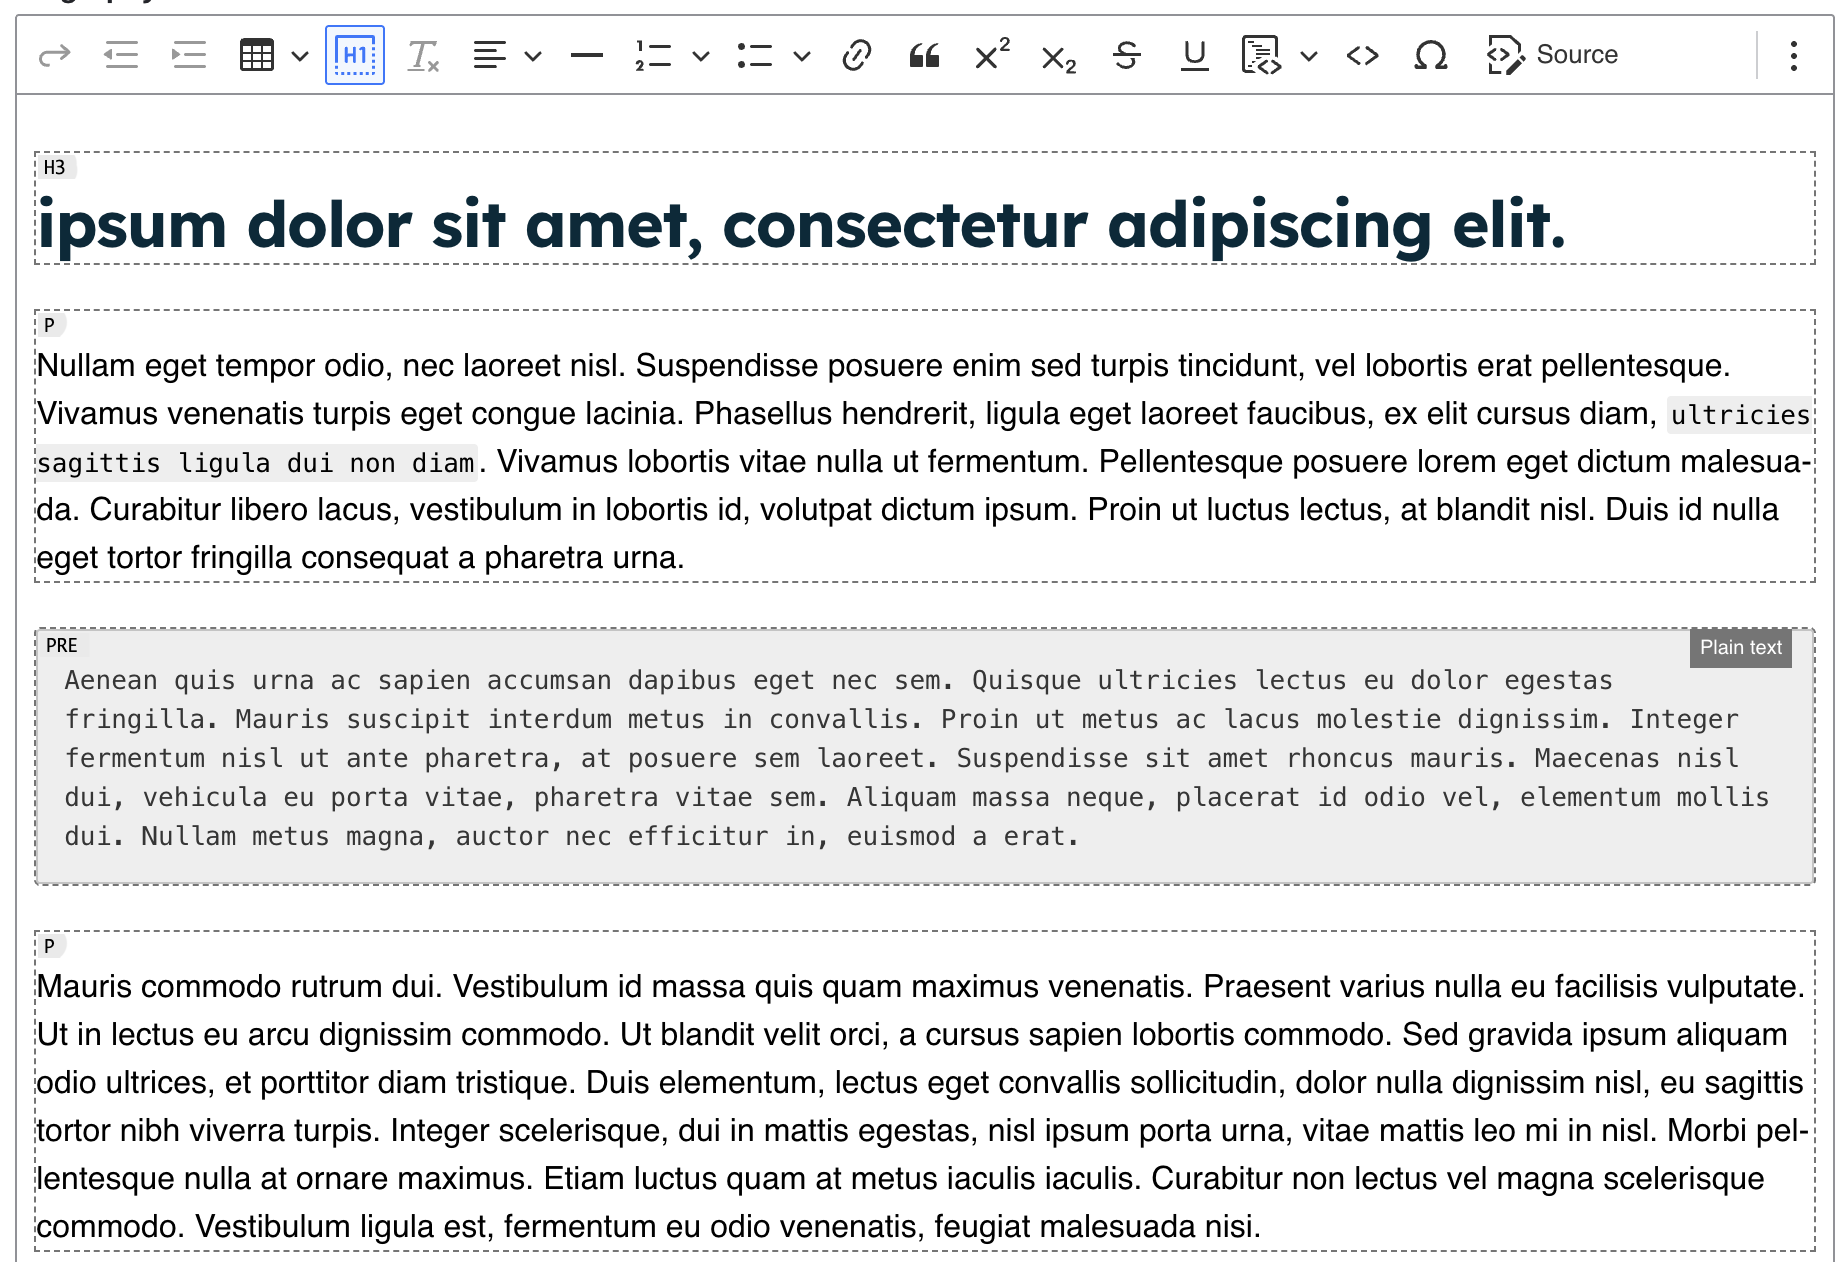 H1
Source
H3
ipsum dolor sit amet, consectetur adipiscing elit.
P
Nullam eget tempor odio, nec laoreet nisl. Suspendisse posuere enim sed turpis tincidunt, vel lobortis erat pellentesque.
Vivamus venenatis turpis eget congue lacinia. Phasellus hendrerit, ligula eget laoreet faucibus, ex elit cursus diam, ultricies
sagittis ligula dui non diam. Vivamus lobortis vitae nulla ut fermentum. Pellentesque posuere lorem eget dictum malesua-
da. Curabitur libero lacus, vestibulum in lobortis id, volutpat dictum ipsum. Proin ut luctus lectus, at blandit nisl. Duis id nulla
eget tortor fringilla consequat a pharetra urna.
PRE
Plain text
Aenean quis urna ac sapien accumsan dapibus eget nec sem. Quisque ultricies lectus eu dolor egestas
fringilla. Mauris suscipit interdum metus in convallis. Proin ut metus ac lacus molestie dignissim. Integer
fermentum nisl ut ante pharetra, at posuere sem laoreet. Suspendisse sit amet rhoncus mauris. Maecenas nisl
dui, vehicula eu porta vitae, pharetra vitae sem. Aliquam massa neque, placerat id odio vel, elementum mollis
dui. Nullam metus magna, auctor nec efficitur in, euismod a erat.
P
Mauris commodo rutrum dui. Vestibulum id massa quis quam maximus venenatis. Praesent varius nulla eu facilisis vulputate.
Ut in lectus eu arcu dignissim commodo. Ut blandit velit orci, a cursus sapien lobortis commodo. Sed gravida ipsum aliquam
odio ultrices, et porttitor diam tristique. Duis elementum, lectus eget convallis sollicitudin, dolor nulla dignissim nisl, eu sagittis
tortor nibh viverra turpis. Integer scelerisque, dui in mattis egestas, nisl ipsum porta urna, vitae mattis leo mi in nisl. Morbi pel-
lentesque nulla at ornare maximus. Etiam luctus quam at metus iaculis iaculis. Curabitur non lectus vel magna scelerisque
commodo. Vestibulum ligula est, fermentum eu odio venenatis, feugiat malesuada nisi.